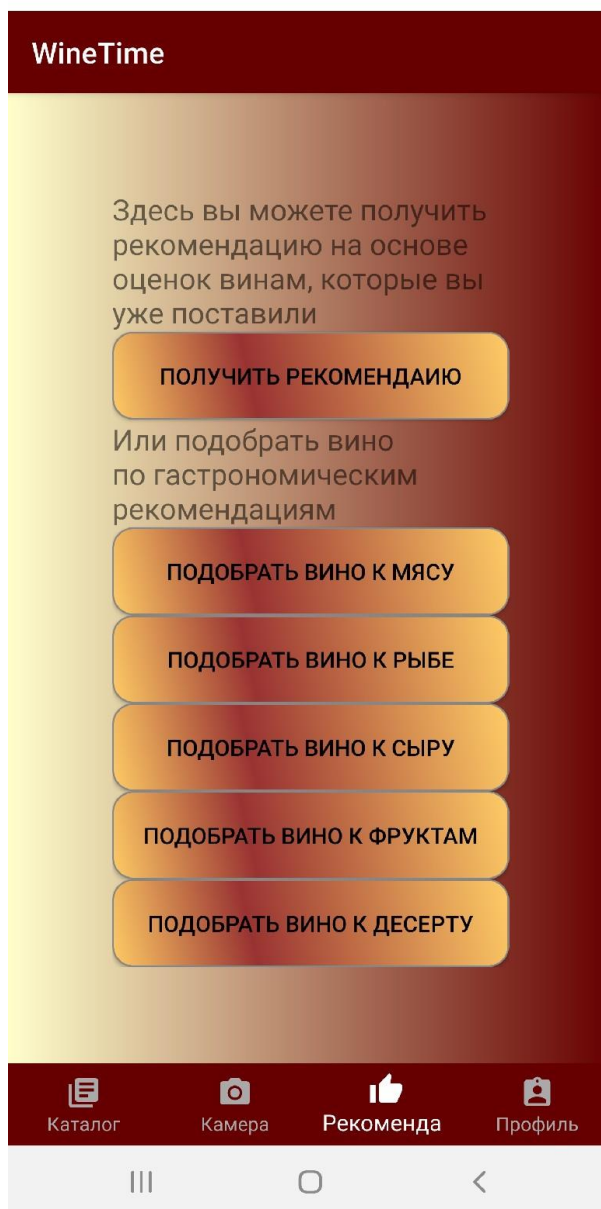 WineTime
Здесь вы можете получить
рекомендацию на основе
оценок винам, которые вы
уже поставили
ПОЛУЧИТЬ РЕКОМЕНДАИЮ
Или подобрать вино
по гастрономическим
рекомендациям
ПОДОБРАТЬ ВИНО К МЯСУ
ПОДОБРАТЬ ВИНО К РЫБЕ
ПОДОБРАТЬ ВИНО К СЫРУ
ПОДОБРАТЬ ВИНО К ФРУКТАМ
ПОДОБРАТЬ ВИНО К ДЕСЕРТУ
Каталог Камера Рекоменда Профиль